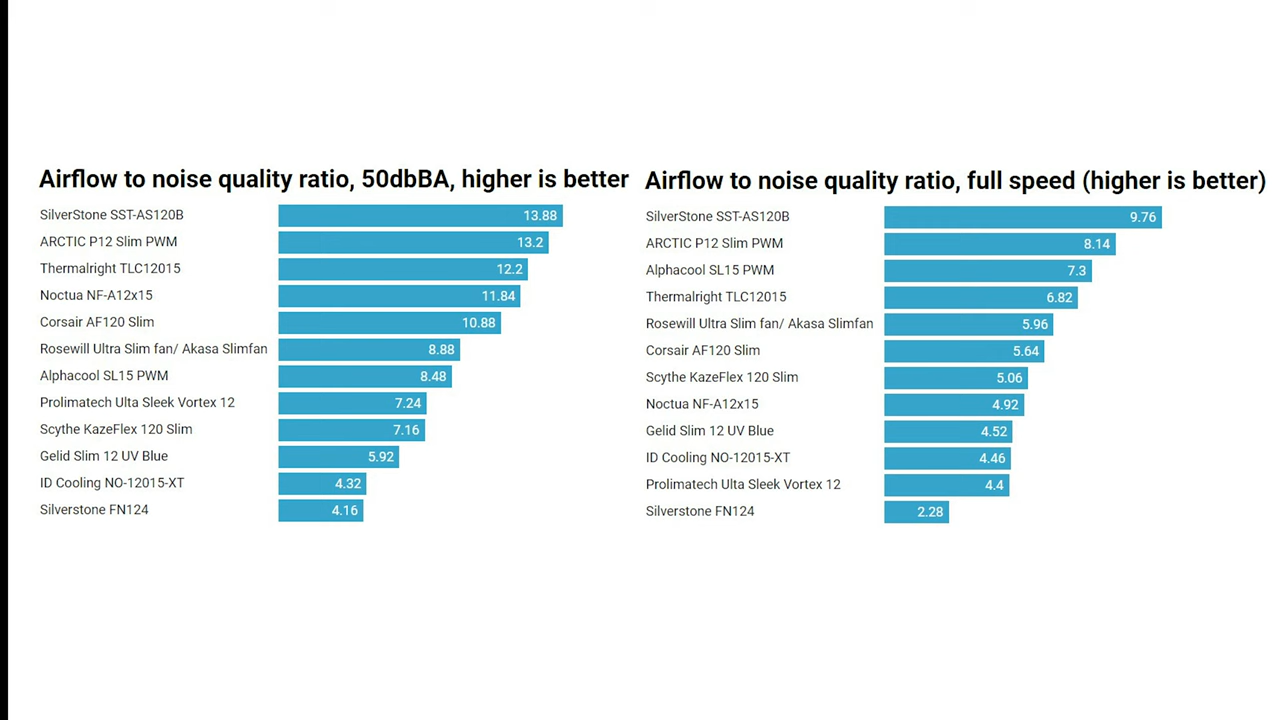 Airflow to noise quality ratio, 50dbBA, higher is better
SilverStone SST-AS120B 13.88
ARCTIC P12 Slim PWM 13.2
Thermalright TLC12015 12.2
Noctua NF-A12x15 11.84
Corsair AF120 Slim 10.88
Rosewill Ultra Slim fan/ Akasa Slimfan 8.88
Alphacool SL15 PWM 8.48
Prolimatech Ulta Sleek Vortex 12 7.24
Scythe KazeFlex 120 Slim 7.16
Gelid Slim 12 UV Blue 5.92
ID Cooling NO-12015-XT 4.32
Silverstone FN124 4.16
Airflow to noise quality ratio, full speed (higher is better)
SilverStone SST-AS120B 9.76
ARCTIC P12 Slim PWM 8.14
Alphacool SL15 PWM 7.3
Thermalright TLC12015 6.82
Rosewill Ultra Slim fan/ Akasa Slimfan 5.96
Corsair AF120 Slim 5.64
Scythe KazeFlex 120 Slim 5.06
Noctua NF-A12x15 4.92
Gelid Slim 12 UV Blue 4.52
ID Cooling NO-12015-XT 4.46
Prolimatech Ulta Sleek Vortex 12 4.4
Silverstone FN124 2.28